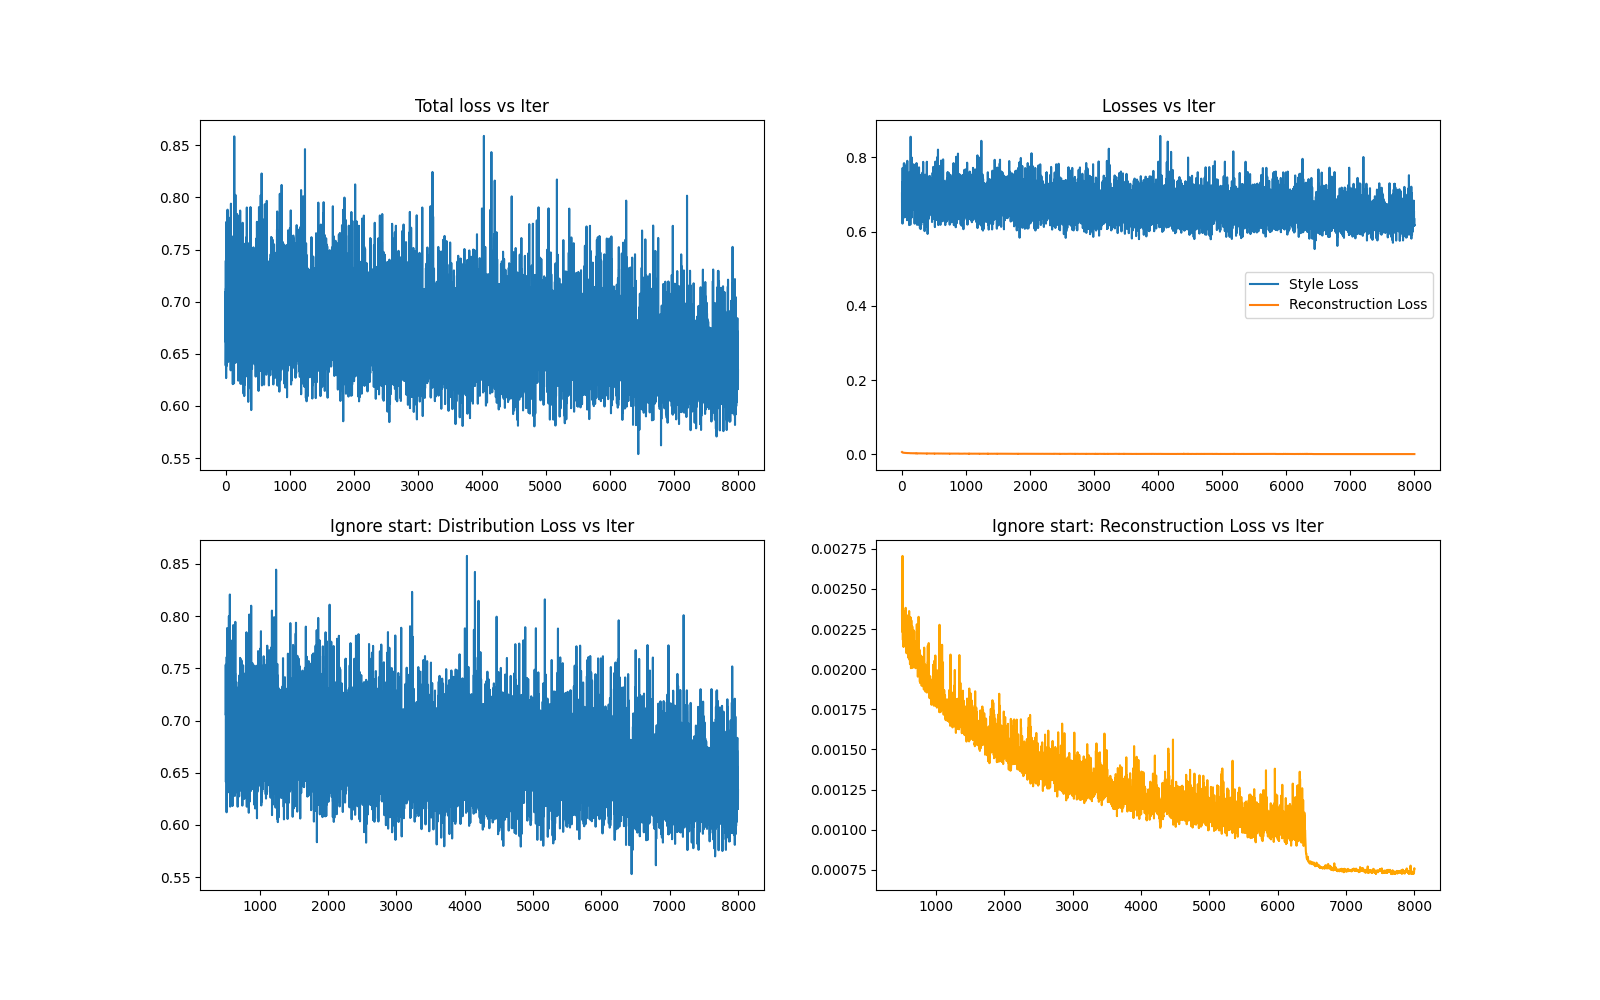 Total loss vs Iter
0.85
0.80
0.75
0.70
0.65
0.60
0.55
0 1000 2000 3000 4000 5000 6000 7000 8000
Losses vs Iter
0.8
0.6
0.4
0.2
0.0
Style Loss
Reconstruction Loss
0 1000 2000 3000 4000 5000 6000 7000 8000
Ignore start: Distribution Loss vs Iter
0.85
0.80
0.75
0.70
0.65
0.60
0.55
1000 2000 3000 4000 5000 6000 7000 8000
Ignore start: Reconstruction Loss vs Iter
0.00275
0.00250
0.00225
0.00200
0.00175
0.00150
0.00125
0.00100
0.00075
1000 2000 3000 4000 5000 6000 7000 8000